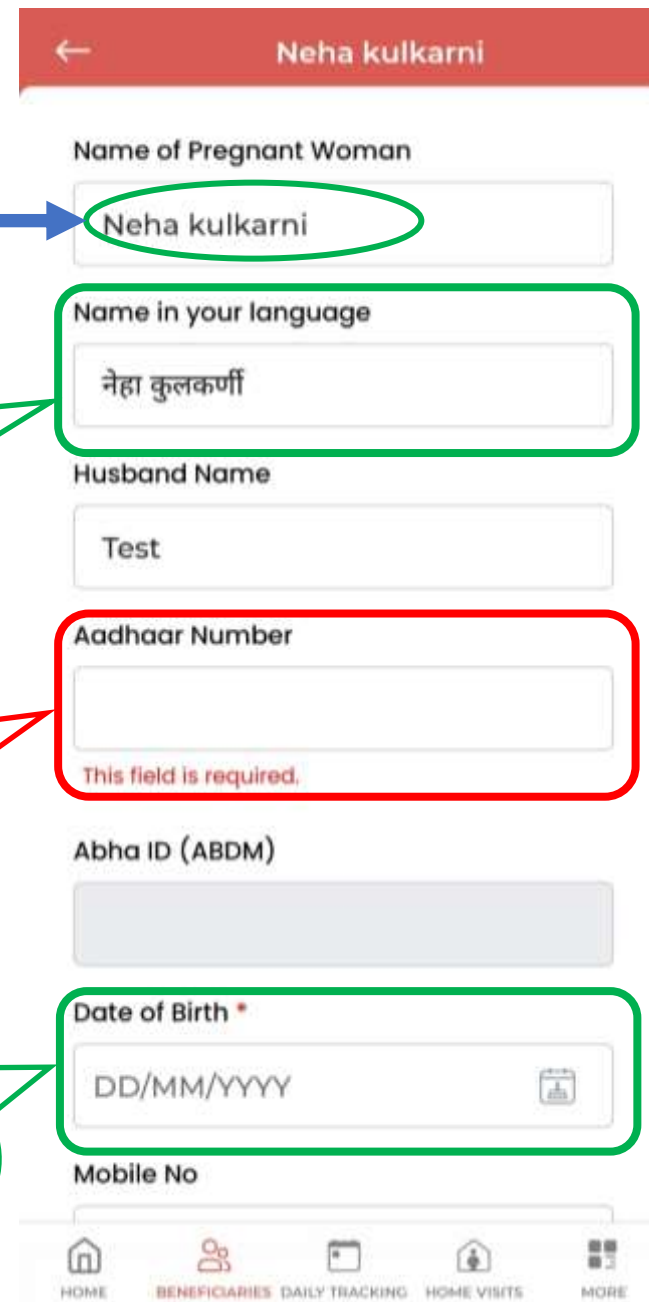 Neha kulkarni
Name of Pregnant Woman
Neha kulkarni
Name in your language
नेहा कुलकर्णी
Husband Name
Test
Aadhaar Number
This field is required.
Abha ID (ABDM)
Date of Birth *
DD/MM/YYYY
Mobile No
HOME BENEFICIARIES DAILY TRACKING HOME VISITS MORE